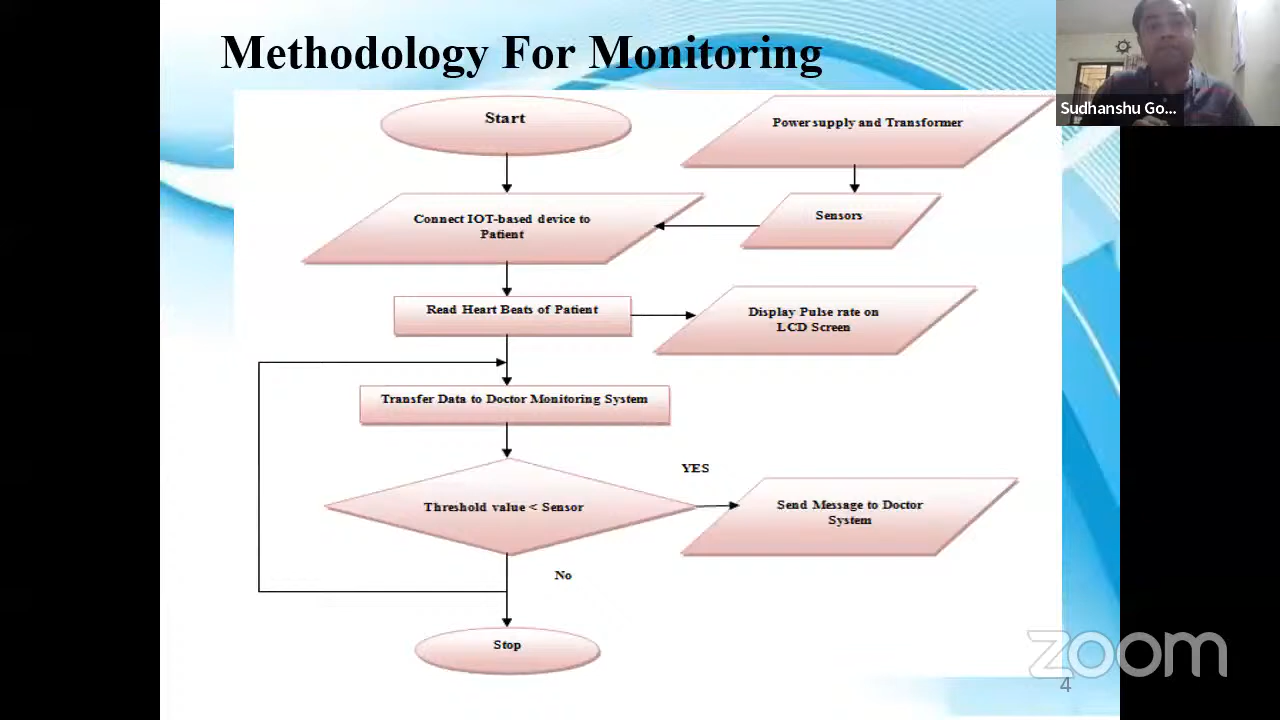 Methodology For Monitoring
Sudhanshu Go...
Start
Power supply and Transformer
Connect IOT-based device to
Patient
Sensors
Read Heart Beats of Patient
Display Pulse rate on
LCD Screen
Transfer Data to Doctor Monitoring System
YES
Threshold value < Sensor
Send Message to Doctor
System
No
Stop
zoom
4